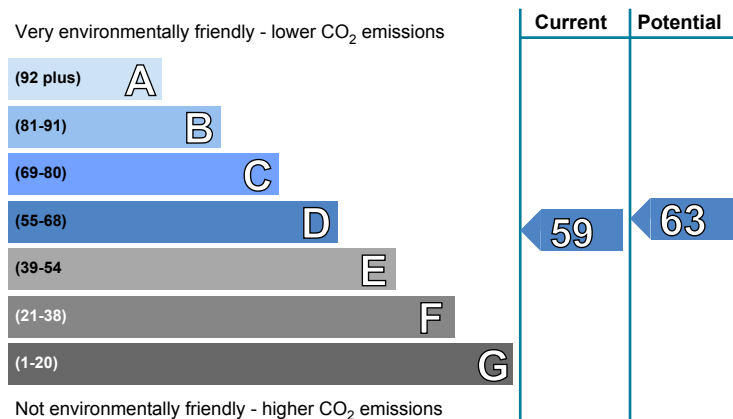 Very environmentally friendly - lower CO₂ emissions
Current
Potential
(92 plus) A
(81-91) B
(69-80) C
(55-68) D
(39-54 E
(21-38) F
(1-20) G
59
63
Not environmentally friendly - higher CO₂ emissions